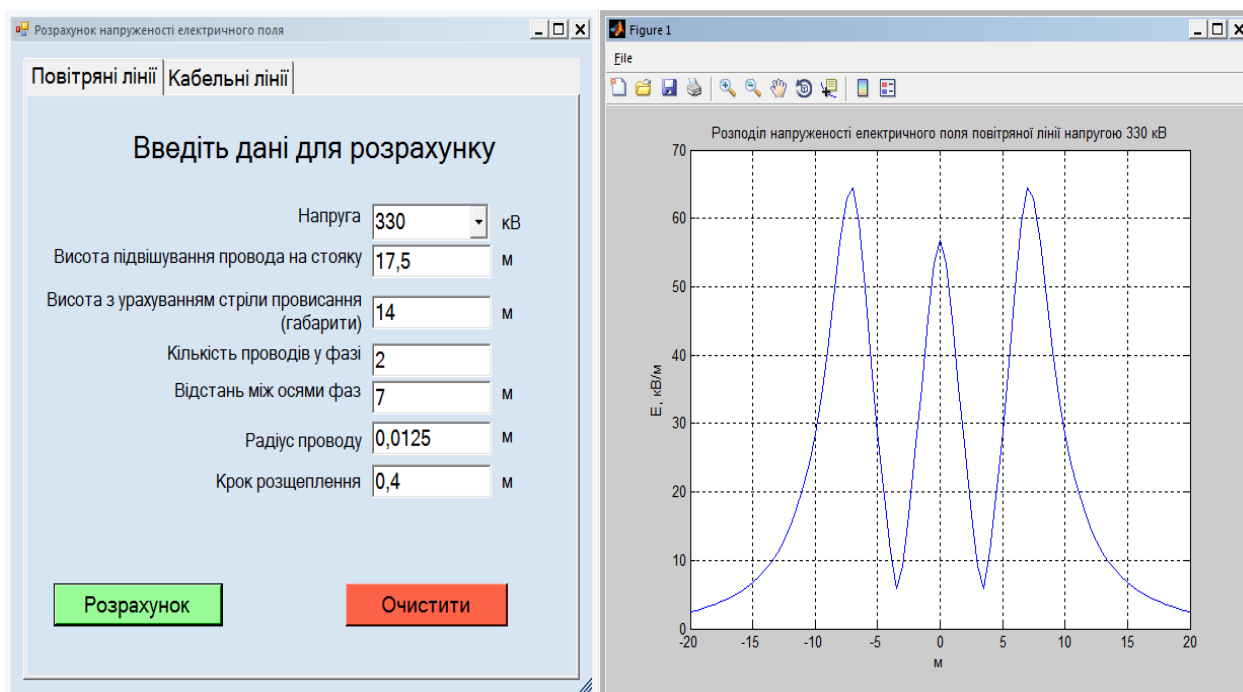 Розрахунок напруженості електричного поля
Повітряні лінії
Кабельні лінії
Введіть дані для розрахунку
Напруга 330 кВ
Висота підвішування провода на стояку 17,5 м
Висота з урахуванням стріли провисання
(габарити) 14 м
Кількість проводів у фазі 2
Відстань між осями фаз 7 м
Радіус проводу 0,0125 м
Крок розщеплення 0,4 м
Розрахунок
Очистити
Figure 1
File
Розподіл напруженості електричного поля повітряної лінії напругою 330 кВ
70
60
50
40
30
20
10
0
E, кВ/м
-20 -15 -10 -5 0 5 10 15 20
м